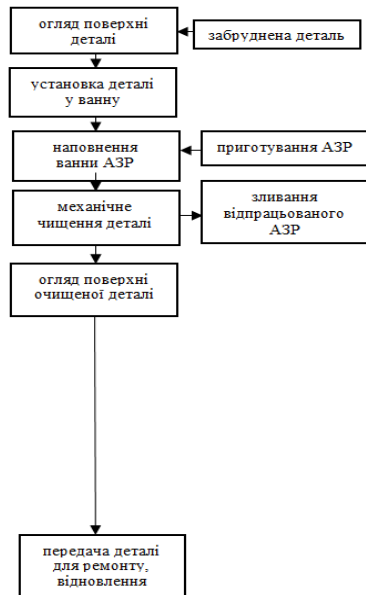 огляд поверхні
деталі
забруднена деталь
установка деталі
у ванну
наповнення
ванни АЗР
приготування АЗР
механічне
чищення деталі
зливання
відпрацьованого
АЗР
огляд поверхні
очищеної деталі
передача деталі
для ремонту,
відновлення